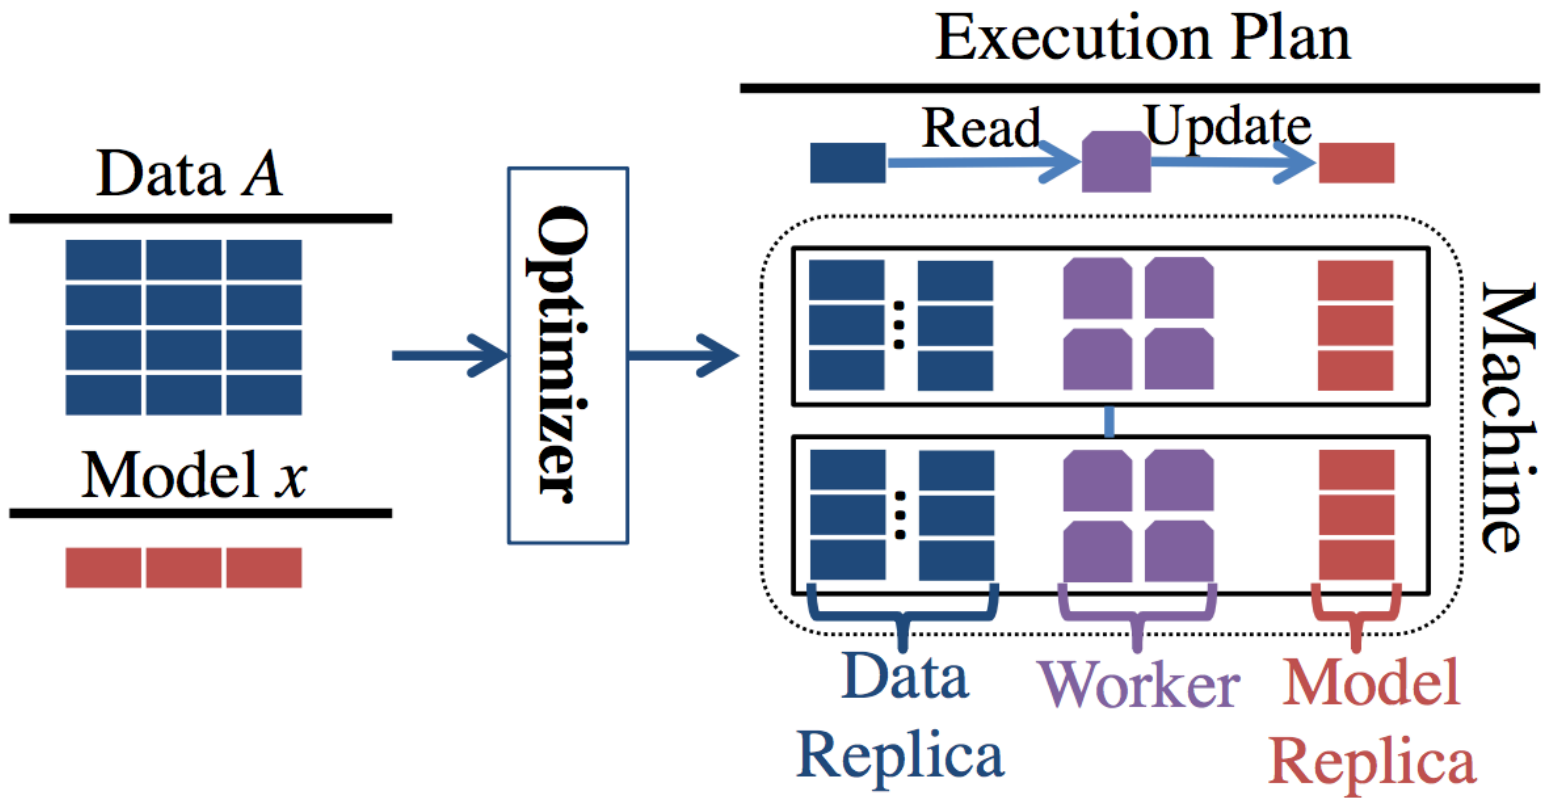 Execution Plan
Read
Update
Data A
Optimizer
Model x
Machine
Data
Replica
Worker
Model
Replica